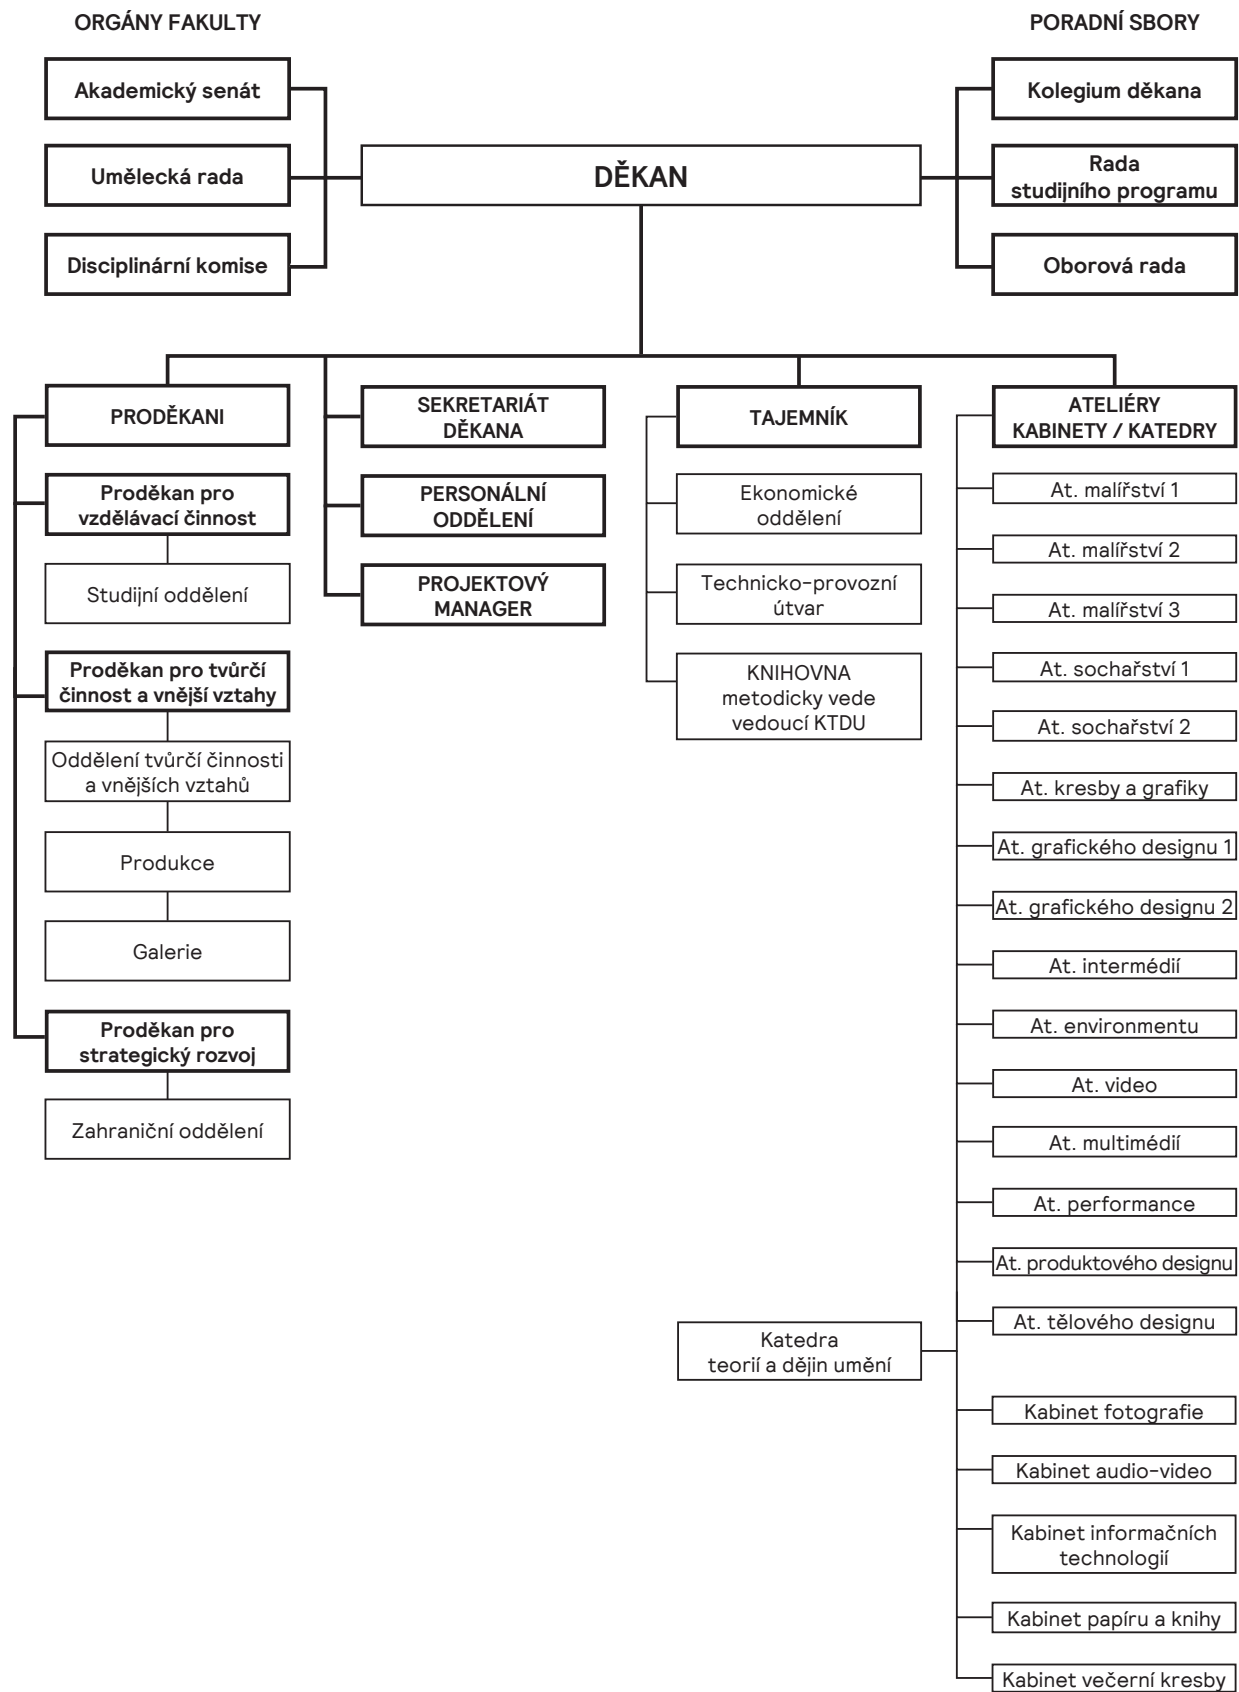 ORGÁNY FAKULTY
PORADNÍ SBORY
Akademický senát
Umělecká rada
Disciplinární komise
DĚKAN
Kolegium děkana
Rada
studijního programu
Oborová rada
PRODĚKANI
Proděkan pro
vzdělávací činnost
Studijní oddělení
Proděkan pro tvůrčí
činnost a vnější vztahy
Oddělení tvůrčí činnosti
a vnějších vztahů
Produkce
Galerie
Proděkan pro
strategický rozvoj
Zahraniční oddělení
SEKRETARIÁT
DĚKANA
PERSONÁLNÍ
ODDĚLENÍ
PROJEKTOVÝ
MANAGER
TAJEMNÍK
Ekonomické
oddělení
Technicko-provozní
útvar
KNIHOVNA
metodicky vede
vedoucí KTDU
ATELIÉRY
KABINETY / KATEDRY
At. malířství 1
At. malířství 2
At. malířství 3
At. sochařství 1
At. sochařství 2
At. kresby a grafiky
At. grafického designu 1
At. grafického designu 2
At. intermédií
At. environmentu
At. video
At. multimédií
At. performance
At. produktového designu
At. tělového designu
Katedra
teorií a dějin umění
Kabinet fotografie
Kabinet audio-video
Kabinet informačních
technologií
Kabinet papíru a knihy
Kabinet večerní kresby